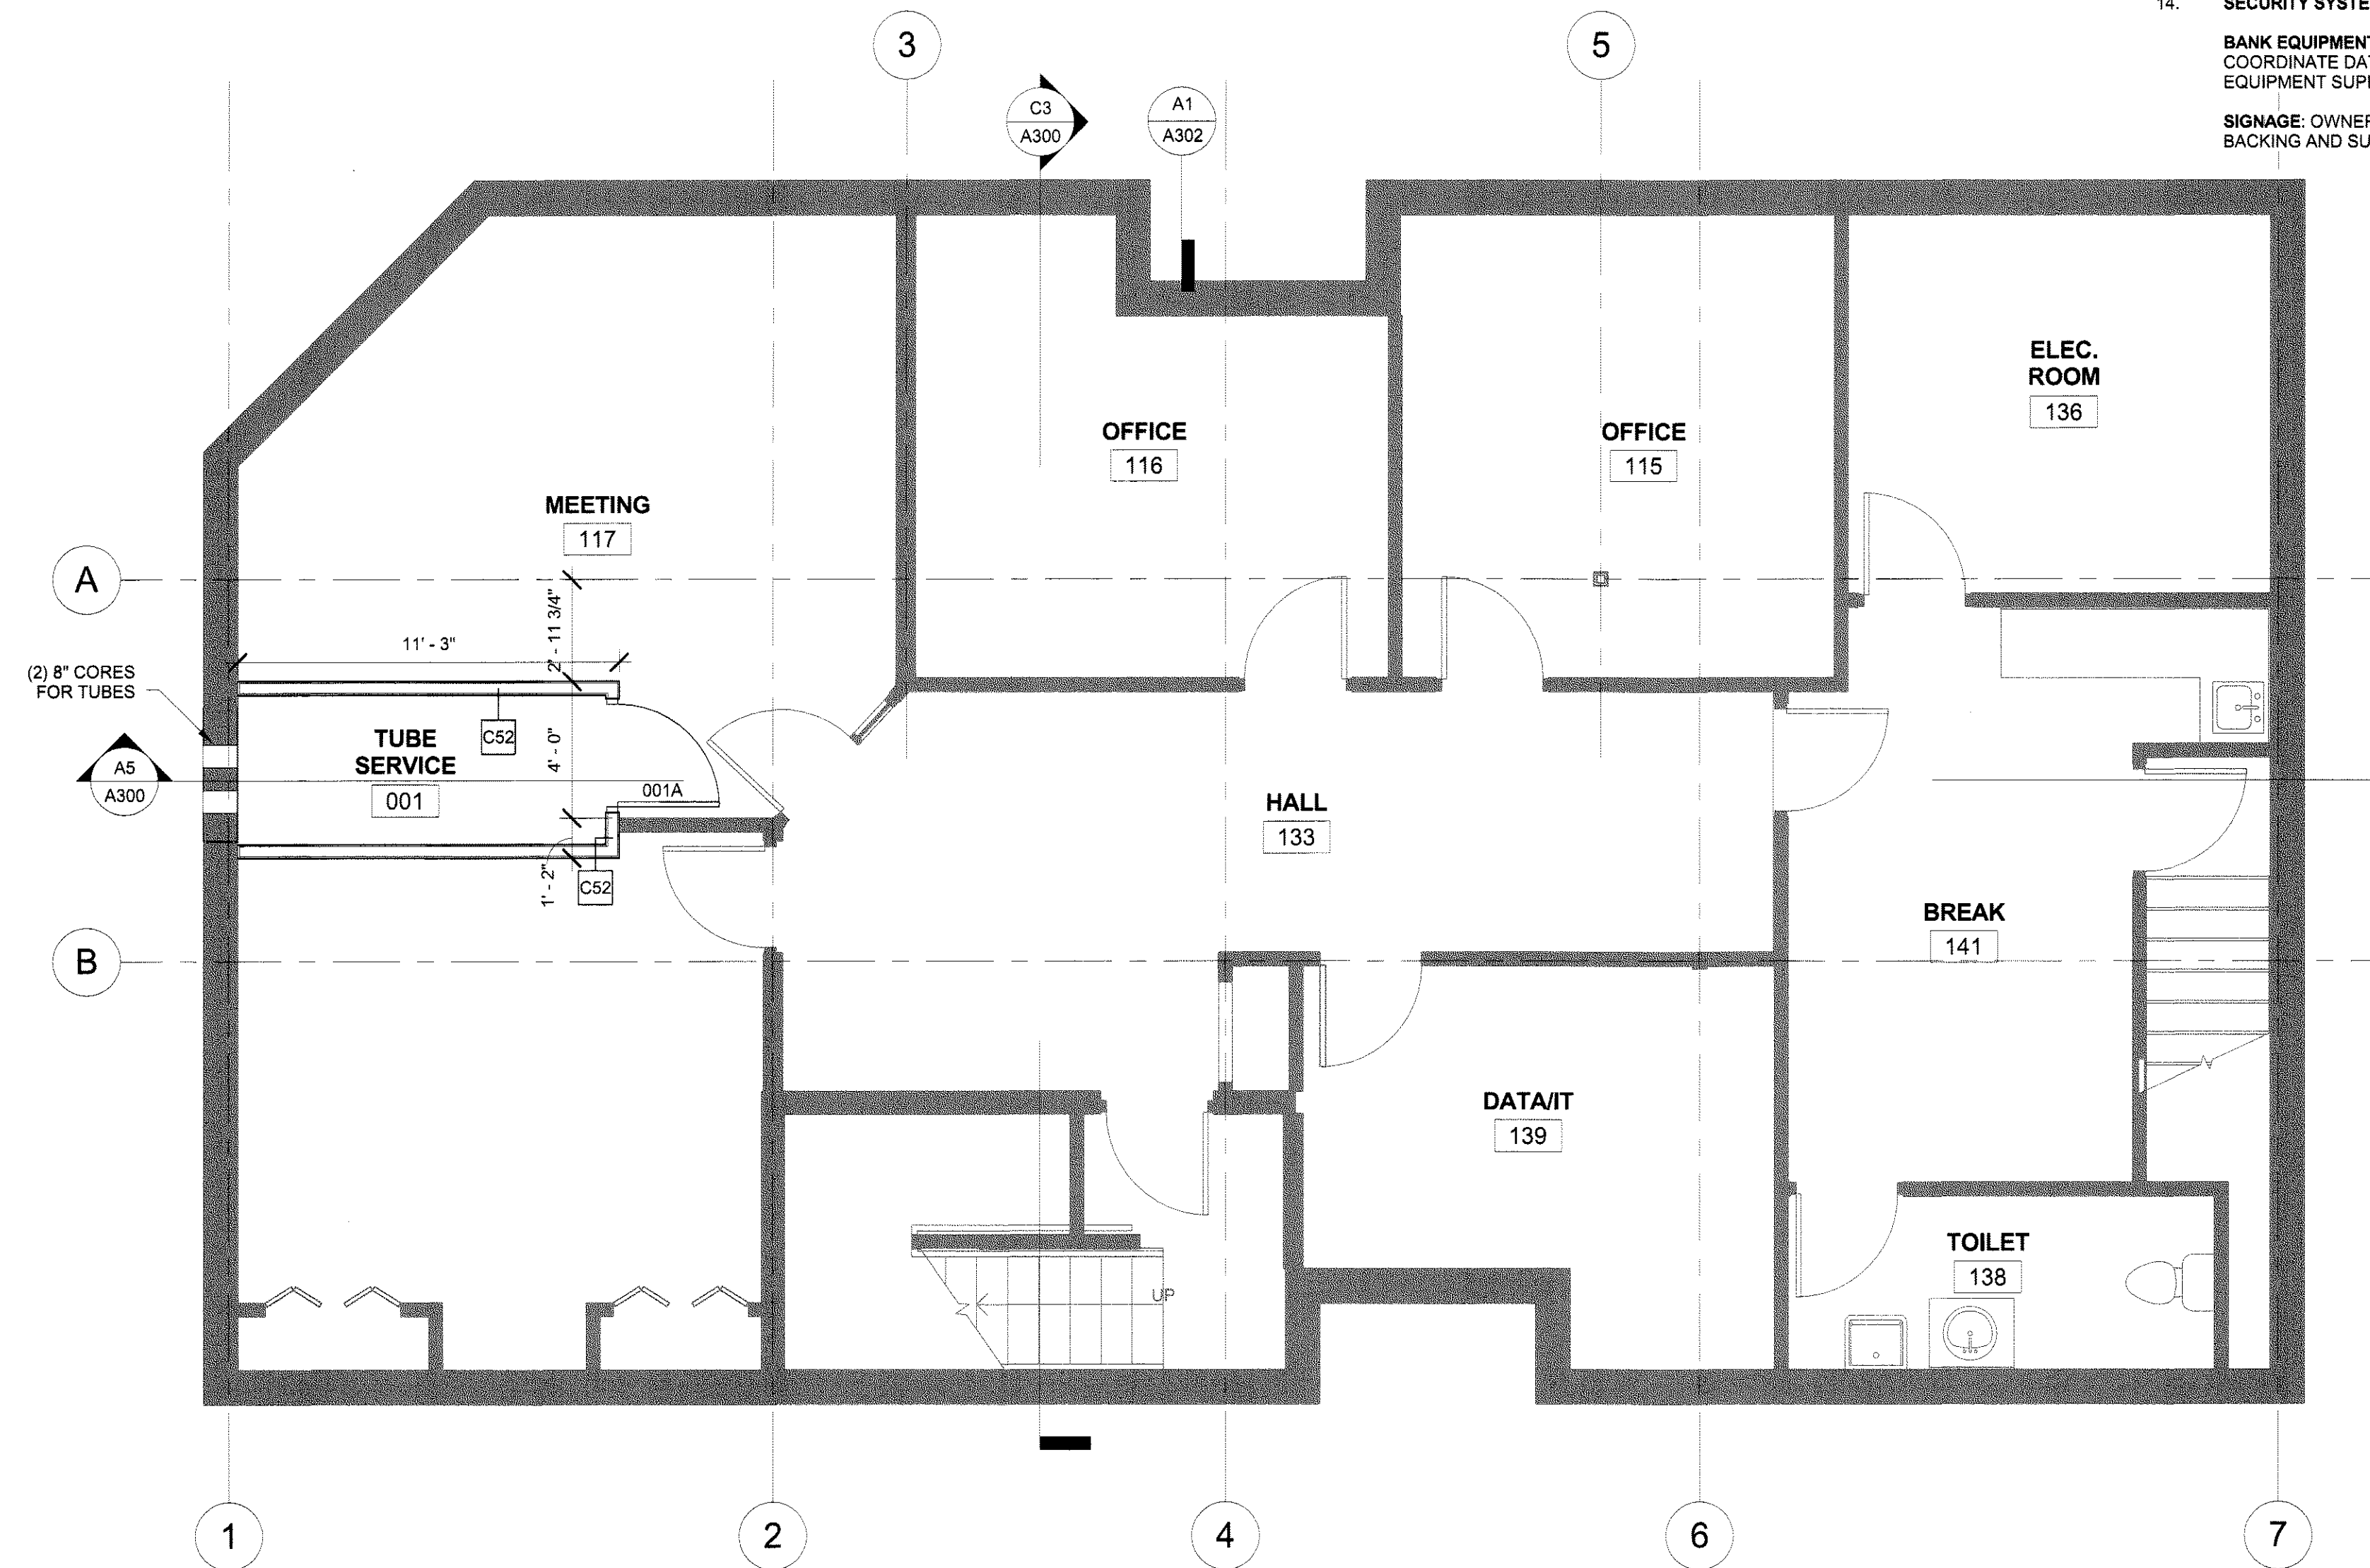 14. SECURITY SYSTE
BANK EQUIPMENT
COORDINATE DA
EQUIPMENT SUP
SIGNAGE: OWNER
BACKING AND SU
3
5
C3
A300
A1
A302
ELEC.
ROOM
136
OFFICE
116
OFFICE
115
MEETING
117
A
2' - 11 3/4"
11' - 3"
(2) 8" CORES
FOR TUBES
C52
TUBE
SERVICE
001
4' - 0"
A5
A300
001A
HALL
133
1' - 2"
C52
BREAK
141
B
DATA/IT
139
TOILET
138
UP
1
2
4
6
7